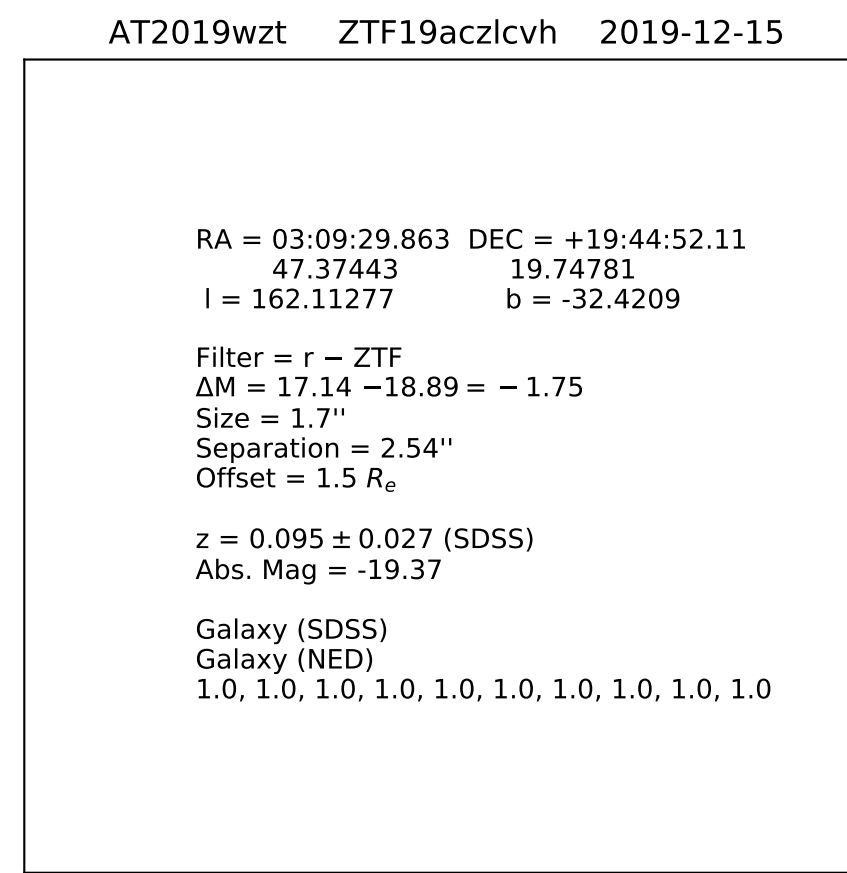 AT2019wzt ZTF19aczlcvh 2019-12-15
RA = 03:09:29.863 DEC = +19:44:52.11
47.37443 19.74781
l = 162.11277 b = -32.4209
Filter = r − ZTF
ΔM = 17.14 −18.89 = − 1.75
Size = 1.7''
Separation = 2.54''
Offset = 1.5 Rₑ
z = 0.095 ± 0.027 (SDSS)
Abs. Mag = -19.37
Galaxy (SDSS)
Galaxy (NED)
1.0, 1.0, 1.0, 1.0, 1.0, 1.0, 1.0, 1.0, 1.0, 1.0